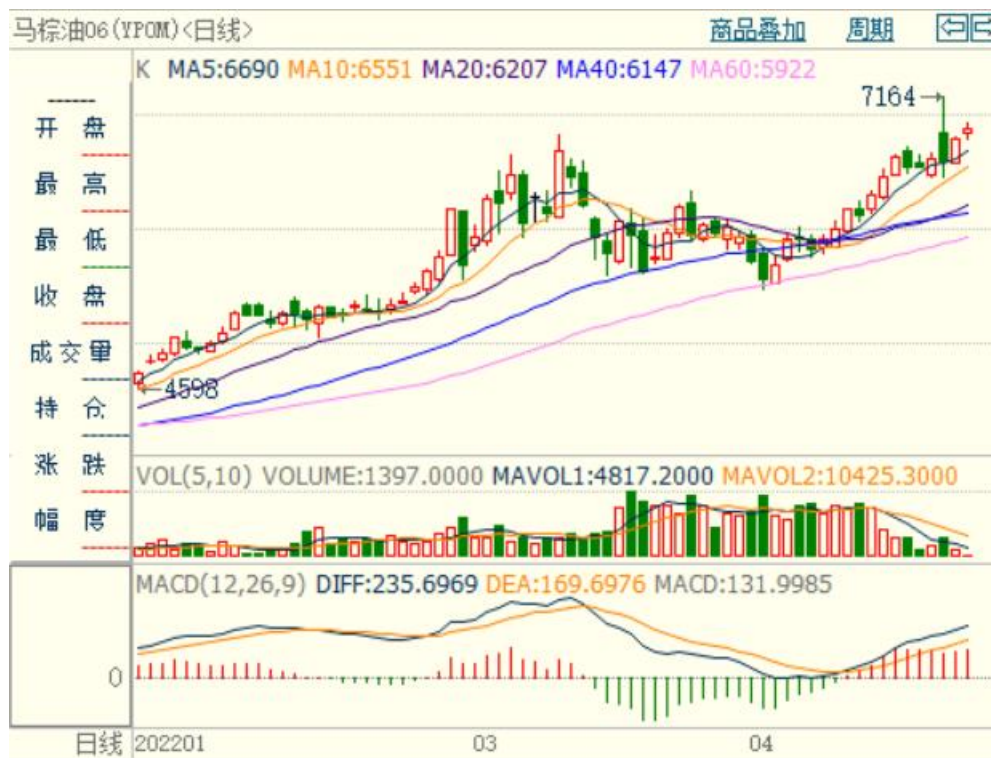 马棕油06(YPOM)<日线> 商品叠加 周期
K MA5:6690 MA10:6551 MA20:6207 MA40:6147 MA60:5922
7164
开盘
最高
最低
收盘
成交量
持仓
涨跌
幅度
4598
VOL(5,10) VOLUME:1397.0000 MAVOL1:4817.2000 MAVOL2:10425.3000
MACD(12,26,9) DIFF:235.6969 DEA:169.6976 MACD:131.9985
0
日线 202201 03 04